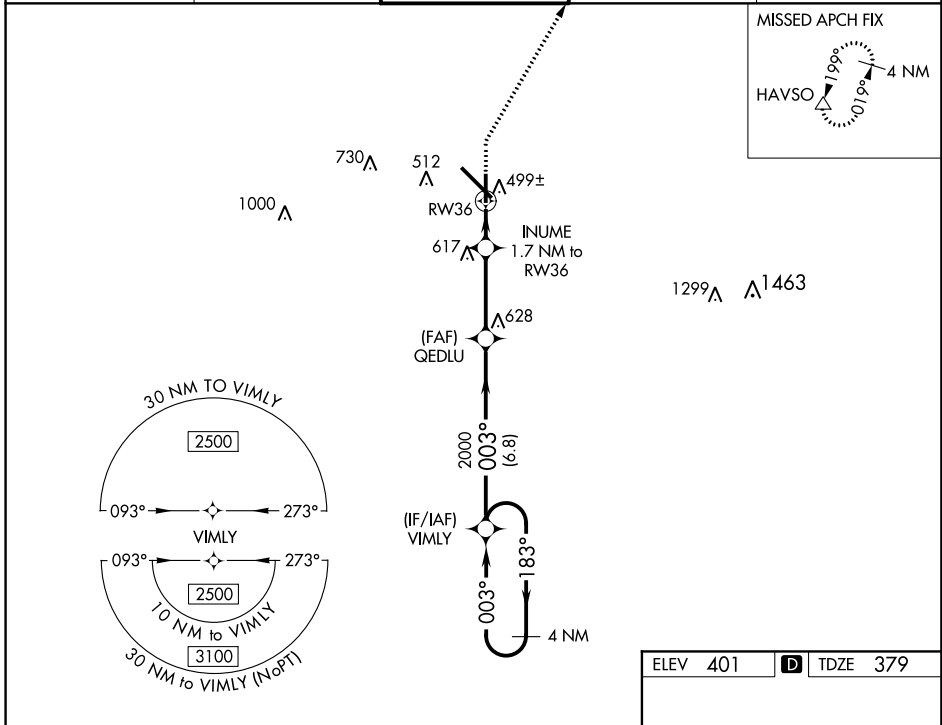 MISSED APCH FIX
199°
4 NM
HAVSO
019°
730
512
499±
1000
RW36
INUME
1.7 NM to
RW36
617
1299
1463
628
(FAF)
QEDLU
30 NM TO VIMLY
2500
2000
003°
(6.8)
093°
273°
VIMLY
(IF/IAF)
VIMLY
093°
273°
2500
10 NM to VIMLY
3100
30 NM to VIMLY (NoPT)
003°
183°
4 NM
ELEV 401 D TDZE 379